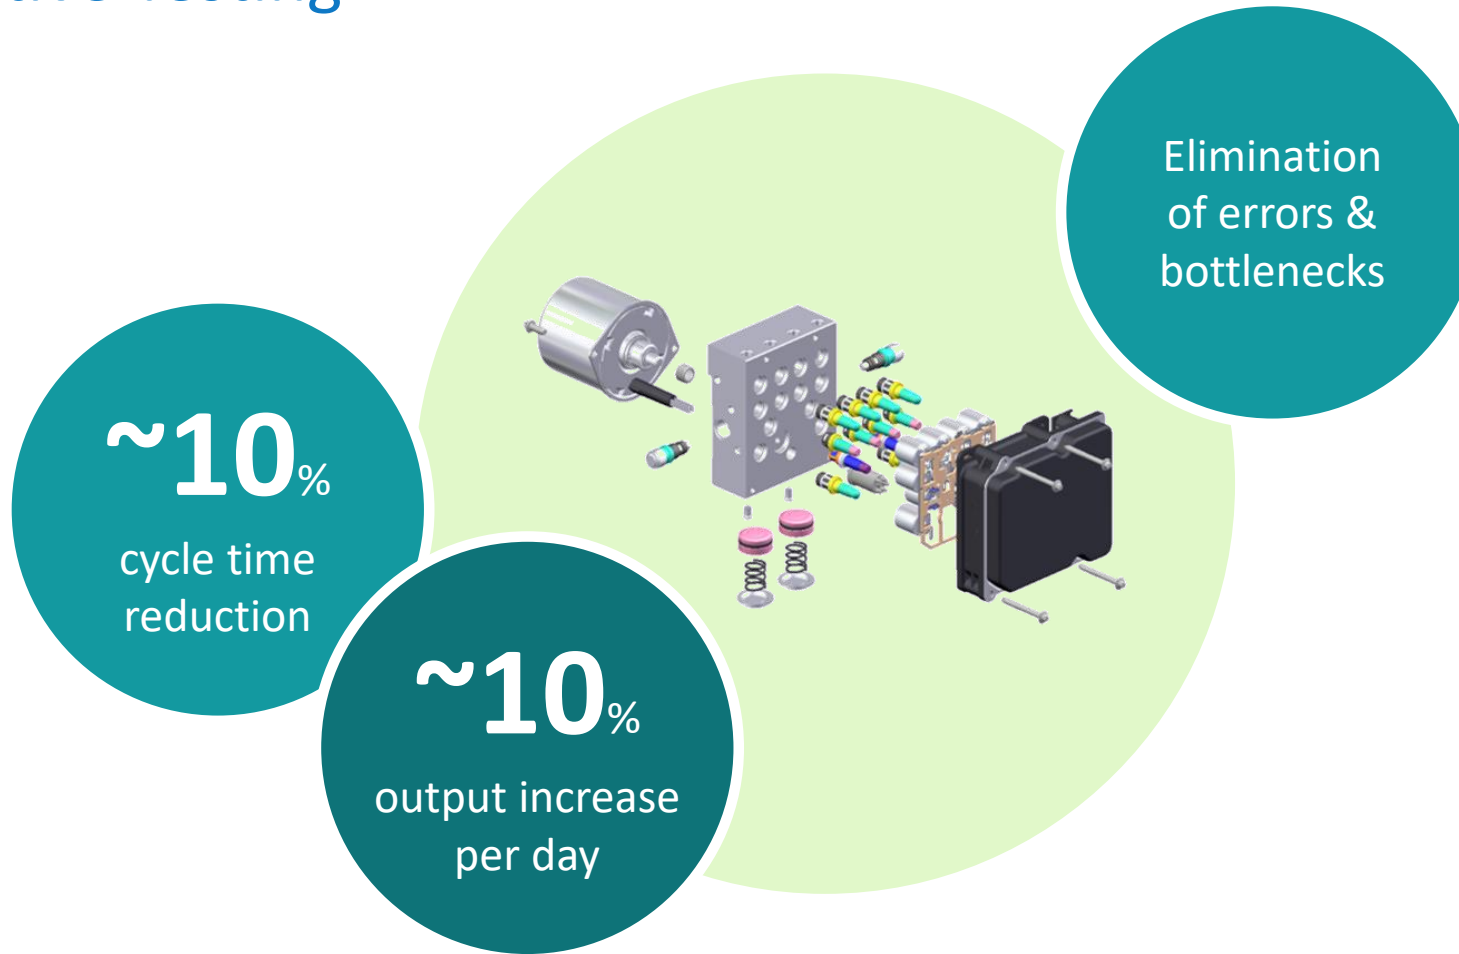 Elimination
of errors &
bottlenecks
~10%
cycle time
reduction
~10%
output increase
per day